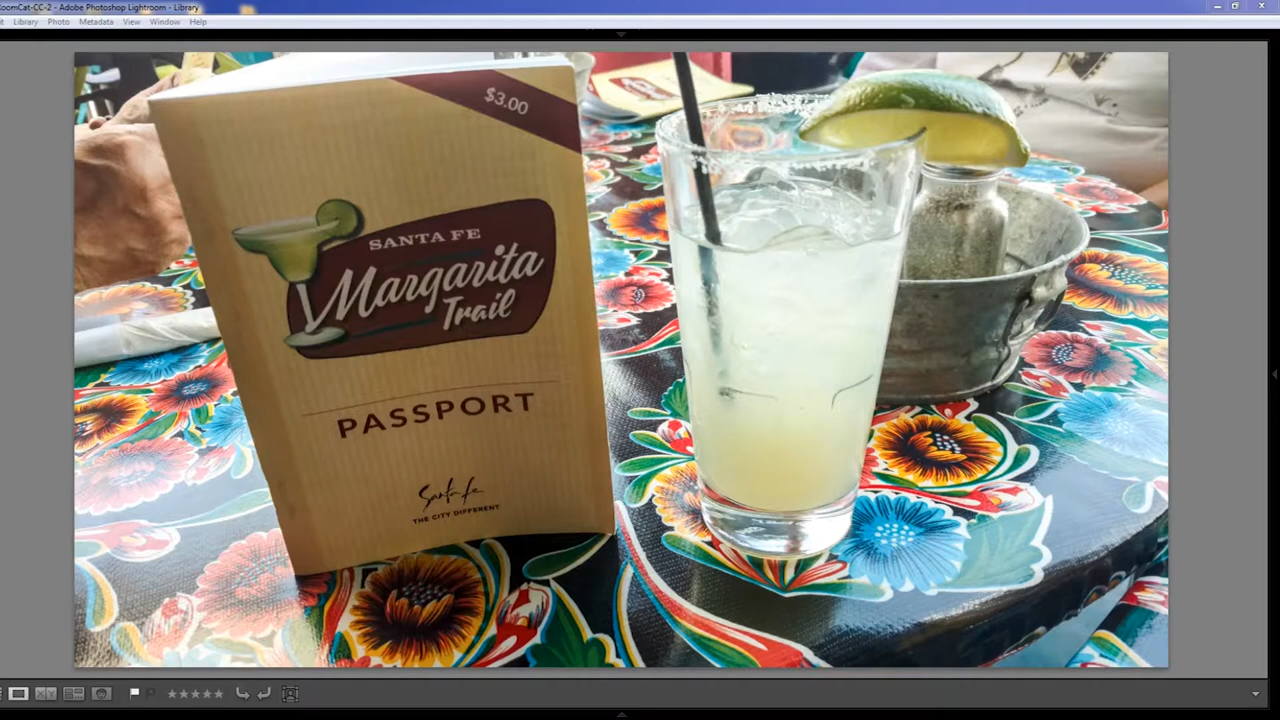 oomCat-CC-2 - Adobe Photoshop Lightroom - Library
Library Photo Metadata View Window Help
$3.00
SANTA FE
Margarita
Trail
PASSPORT
Santa Fe
THE CITY DIFFERENT